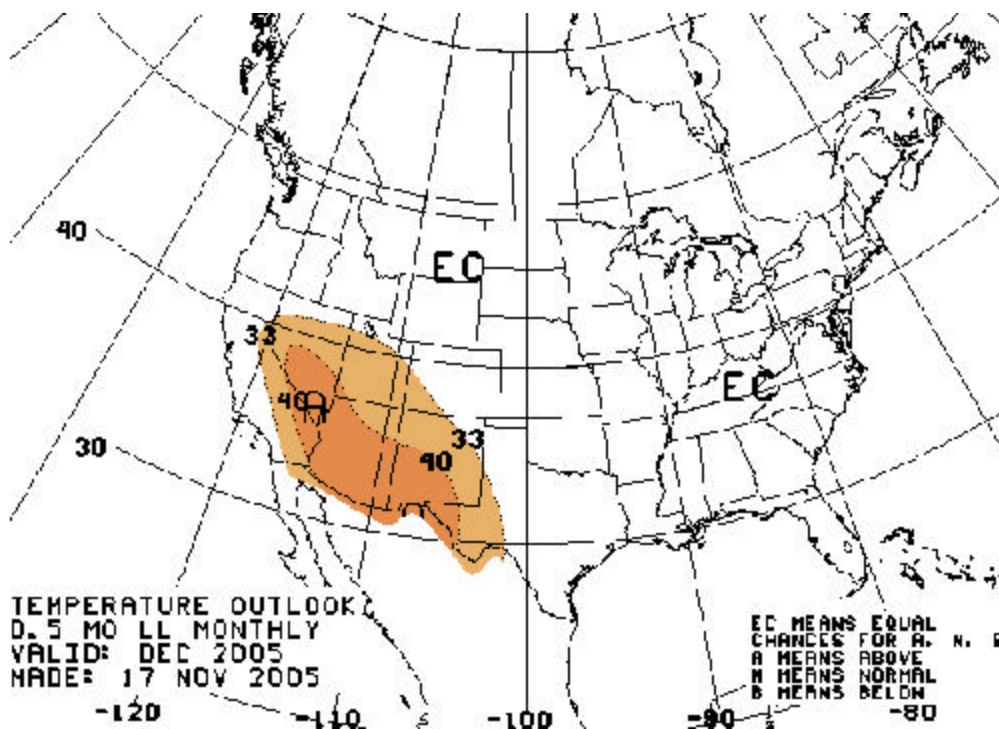 40
EC
33
40 A
EC
33
40
30
TEMPERATURE OUTLOOK
0.5 MO LL MONTHLY
VALID: DEC 2005
MADE: 17 NOV 2005
EC MEANS EQUAL
CHANCES FOR A, N,
A MEANS ABOVE
N MEANS NORMAL
B MEANS BELOW
-120
-110
-100
-90
-80